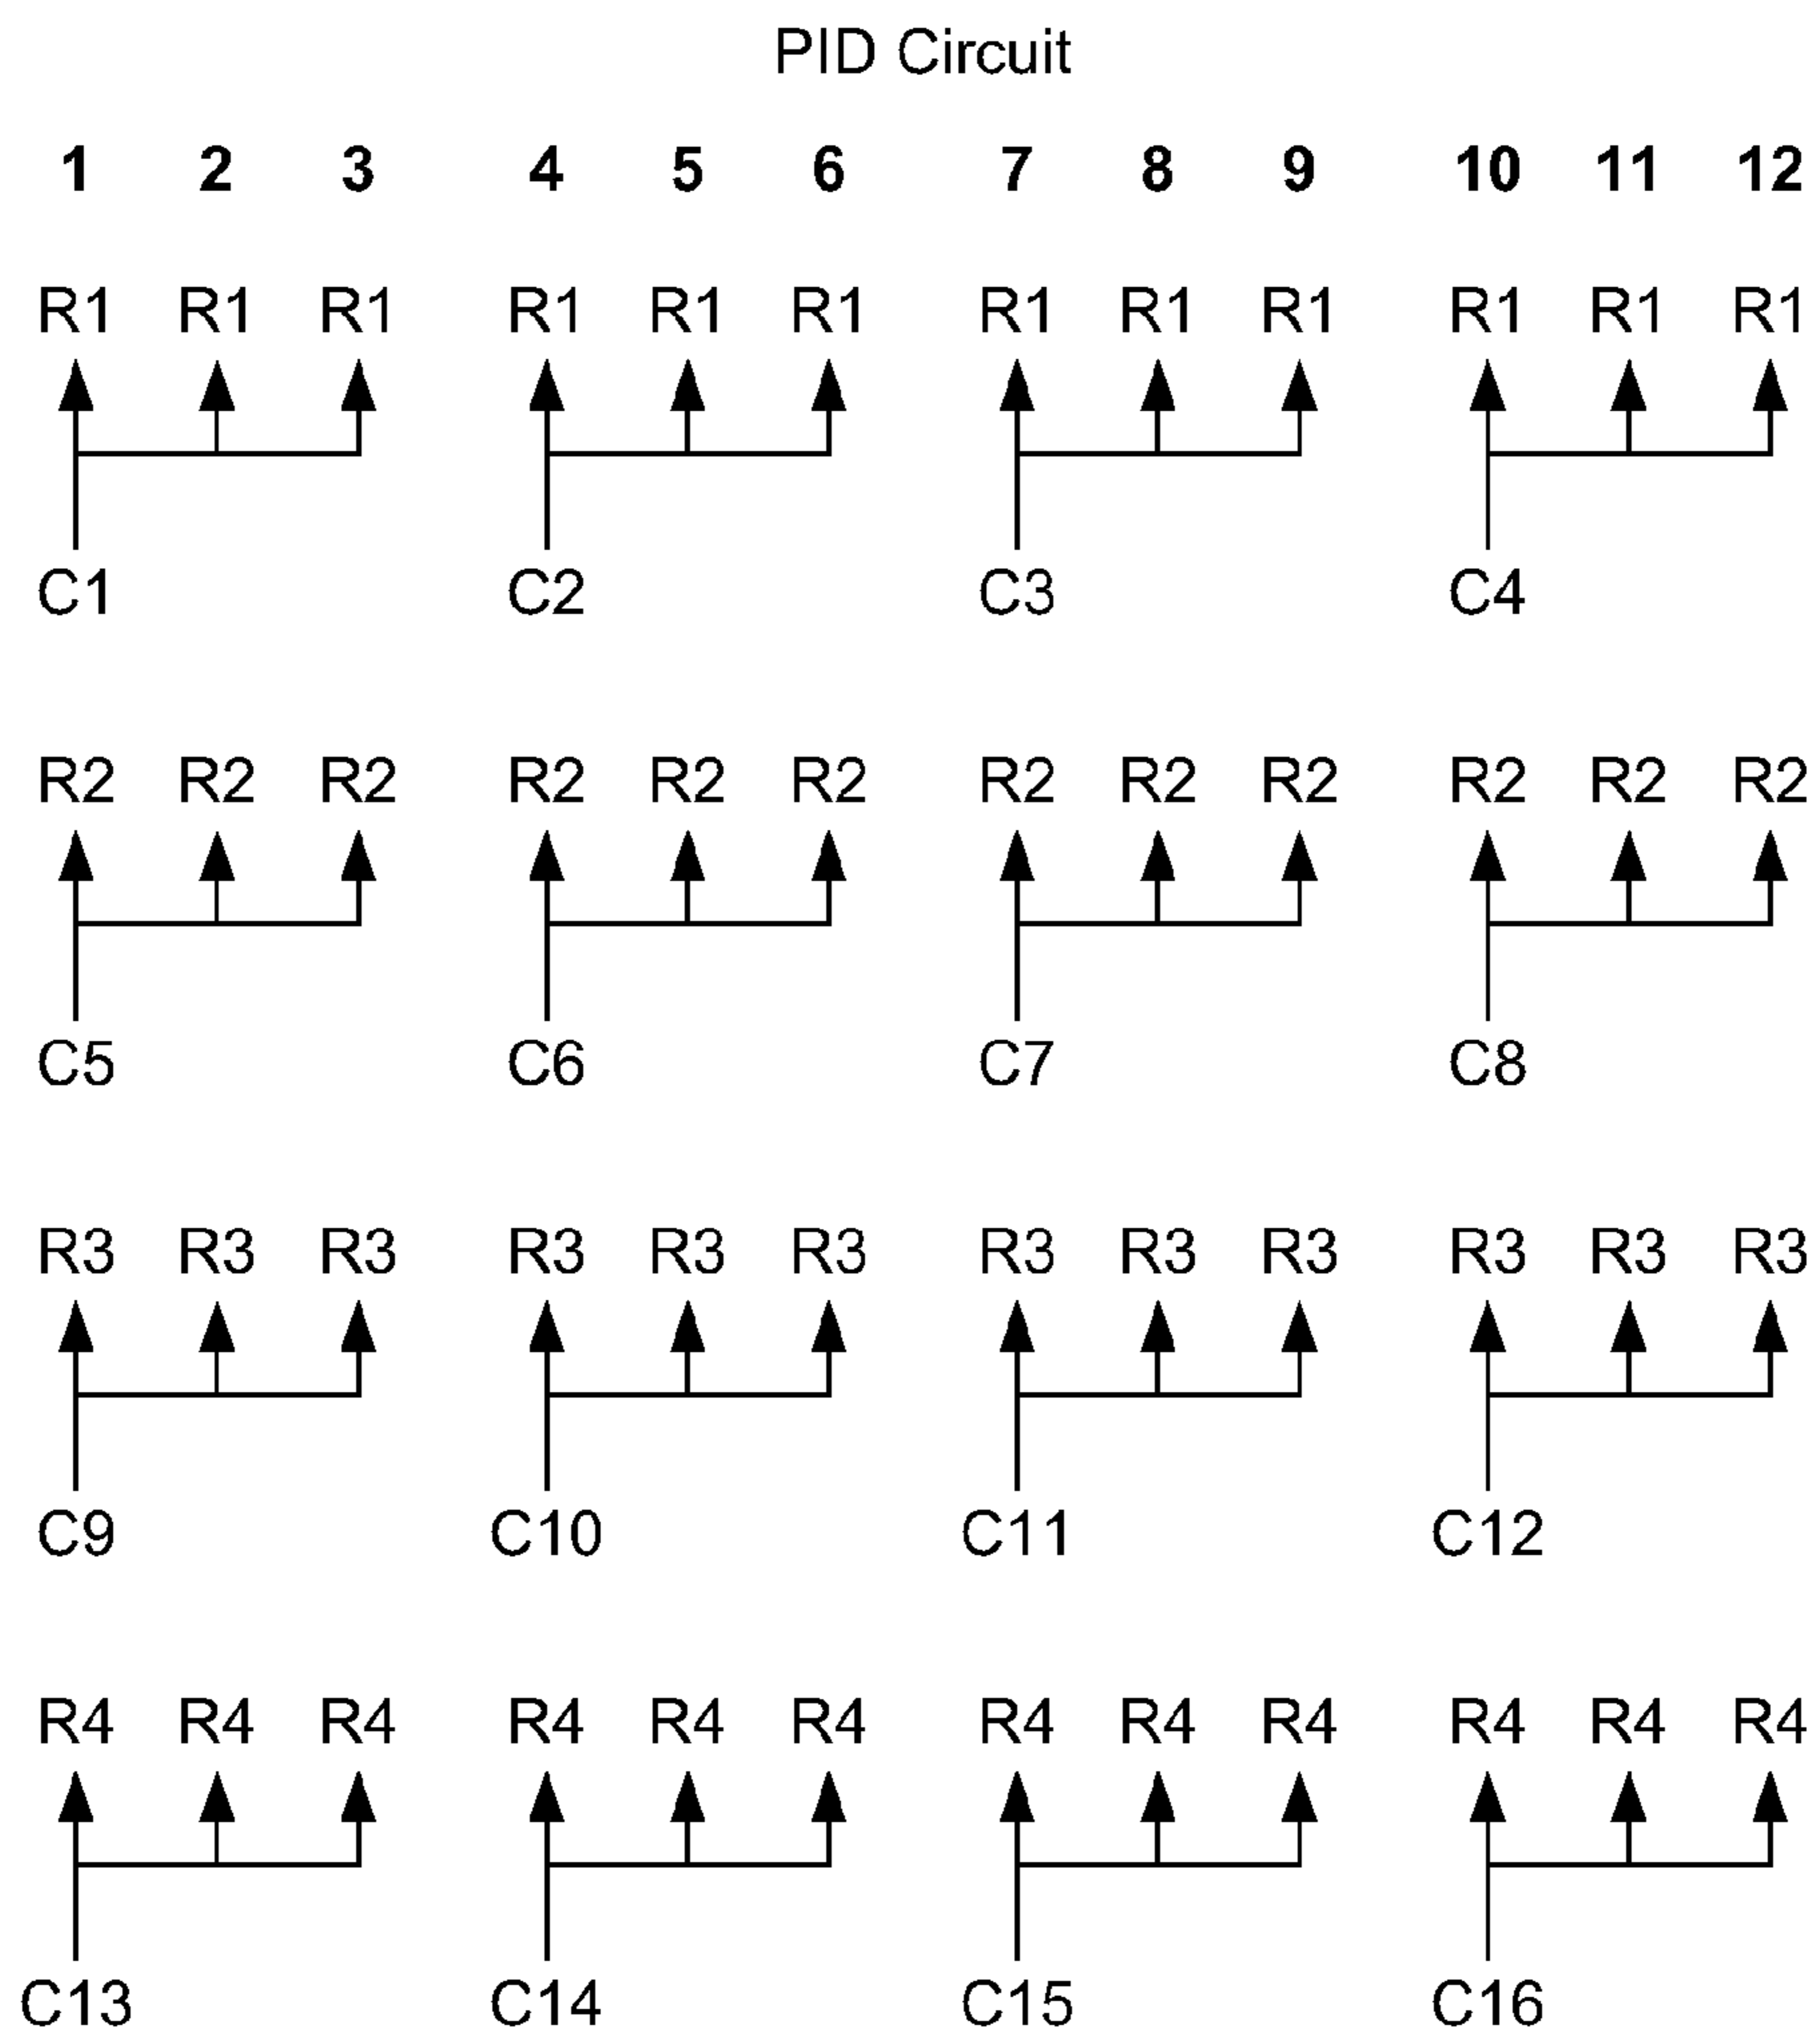 PID Circuit
1 2 3 4 5 6 7 8 9 10 11 12
R1 R1 R1 R1 R1 R1 R1 R1 R1 R1 R1 R1
C1 C2 C3 C4
R2 R2 R2 R2 R2 R2 R2 R2 R2 R2 R2 R2
C5 C6 C7 C8
R3 R3 R3 R3 R3 R3 R3 R3 R3 R3 R3 R3
C9 C10 C11 C12
R4 R4 R4 R4 R4 R4 R4 R4 R4 R4 R4 R4
C13 C14 C15 C16